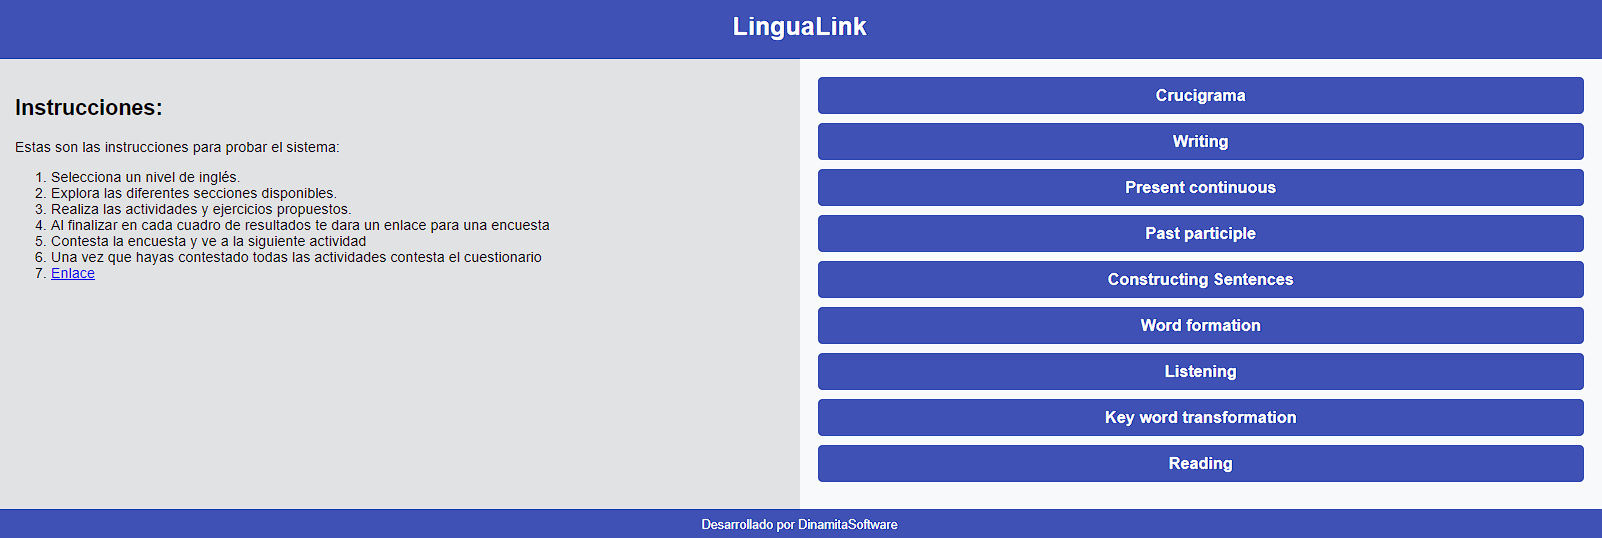 LinguaLink
Instrucciones:
Estas son las instrucciones para probar el sistema:
1. Selecciona un nivel de inglés.
2. Explora las diferentes secciones disponibles.
3. Realiza las actividades y ejercicios propuestos.
4. Al finalizar en cada cuadro de resultados te dara un enlace para una encuesta
5. Contesta la encuesta y ve a la siguiente actividad
6. Una vez que hayas contestado todas las actividades contesta el cuestionario
7. Enlace
Crucigrama
Writing
Present continuous
Past participle
Constructing Sentences
Word formation
Listening
Key word transformation
Reading
Desarrollado por DinamitaSoftware